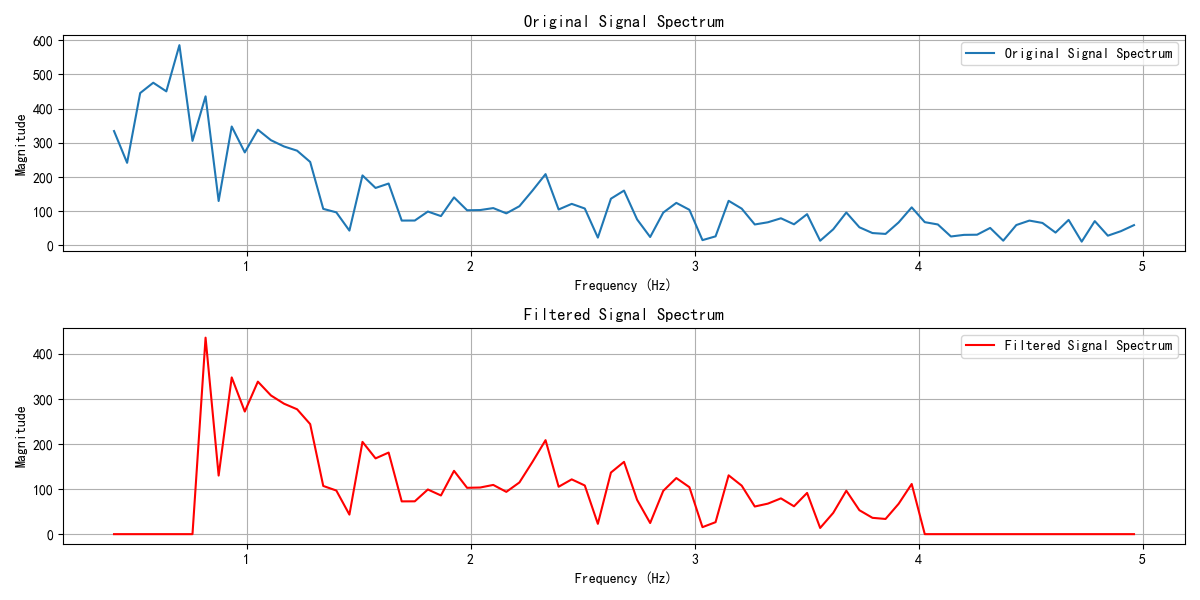 Original Signal Spectrum
Original Signal Spectrum
Magnitude
600
500
400
300
200
100
0
1
2
3
4
5
Frequency (Hz)
Filtered Signal Spectrum
Filtered Signal Spectrum
Magnitude
400
300
200
100
0
1
2
3
4
5
Frequency (Hz)